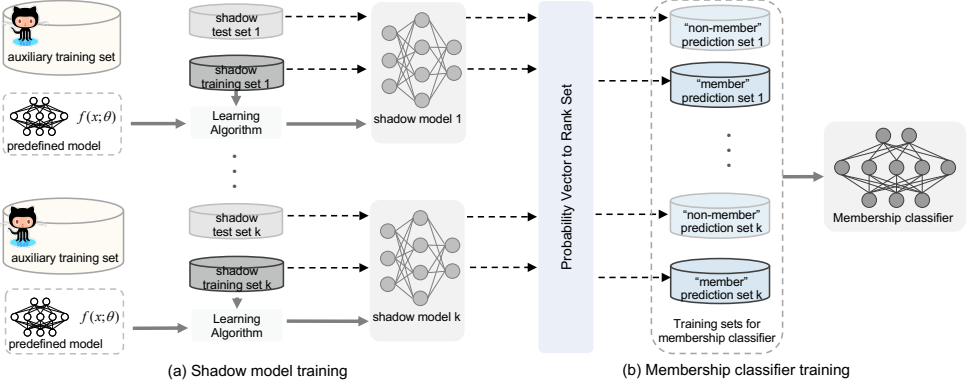 auxiliary training set
f(x;θ)
predefined model
shadow
test set 1
shadow
training set 1
Learning
Algorithm
shadow model 1
auxiliary training set
f(x;θ)
predefined model
shadow
test set k
shadow
training set k
Learning
Algorithm
shadow model k
(a) Shadow model training
Probability Vector to Rank Set
“non-member”
prediction set 1
“member”
prediction set 1
“non-member”
prediction set k
“member”
prediction set k
Training sets for
membership classifier
Membership classifier
(b) Membership classifier training